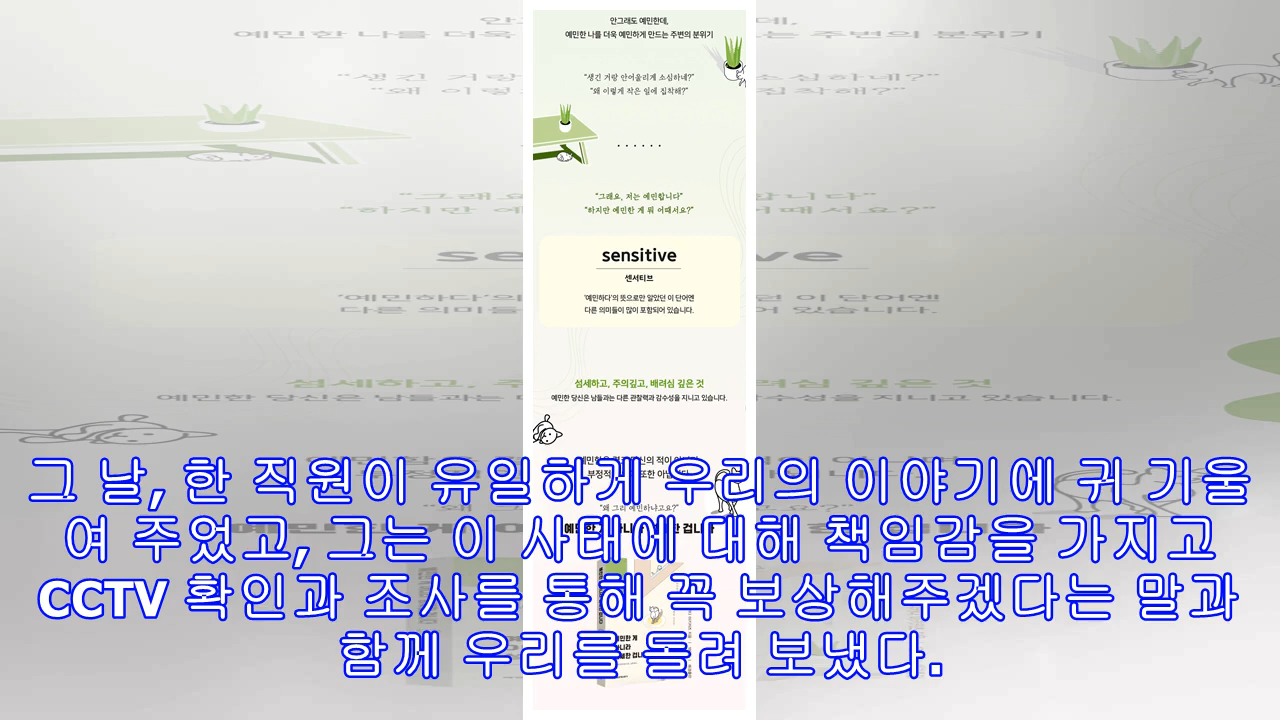 안그래도 예민한데,
예민한 나를 더욱 예민하게 만드는 주변의 분위기
“생긴 거랑 안어울리게 소심하네?”
“왜 이렇게 작은 일에 집착해?”
......
“그래요, 저는 예민합니다”
“하지만 예민한 게 뭐 어때서요?”
sensitive
센서티브
‘예민하다’의 뜻으로만 알았던 이 단어엔
다른 의미들이 많이 포함되어 있습니다.
섬세하고, 주의깊고, 배려심 깊은 것
예민한 당신은 남들과는 다른 관찰력과 감수성을 지니고 있습니다.
“왜 그리 예민하냐고요?”
그 날, 한 직원이 유일하게 우리의 이야기에 귀 기울
여 주었고, 그는 이 사태에 대해 책임감을 가지고
CCTV 확인과 조사를 통해 꼭 보상해주겠다는 말과
함께 우리를 돌려 보냈다.